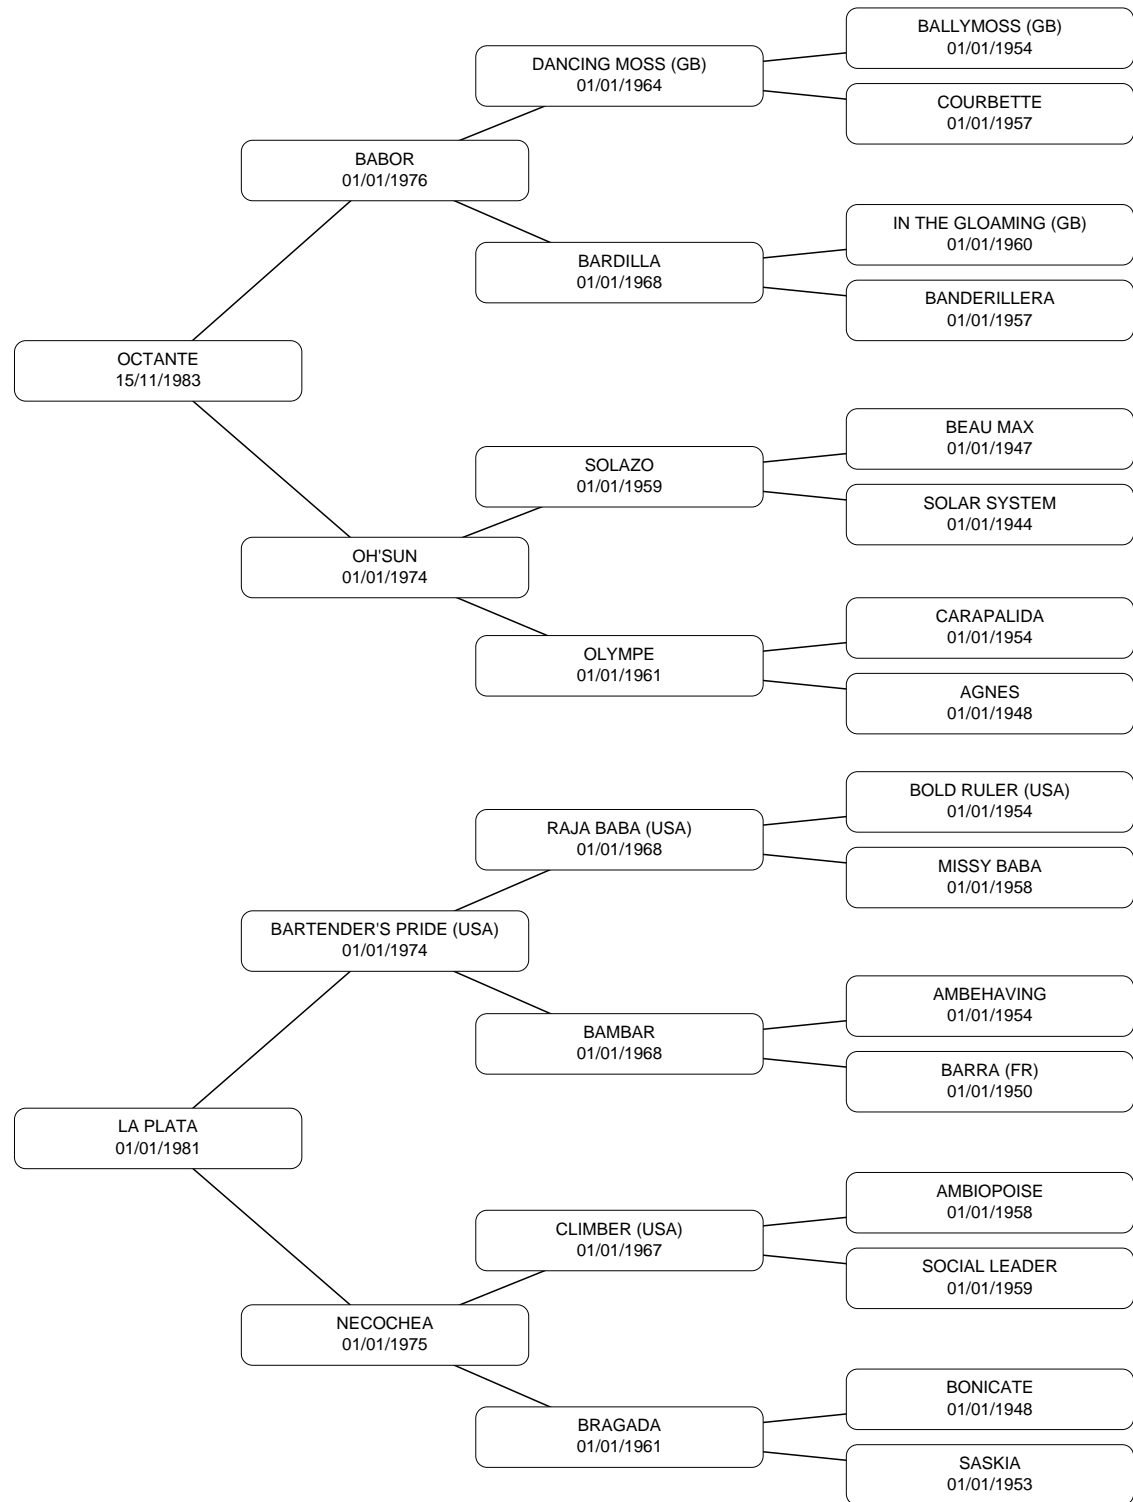 BALLYMOSS (GB)
01/01/1954
DANCING MOSS (GB)
01/01/1964
COURBETTE
01/01/1957
BABOR
01/01/1976
IN THE GLOAMING (GB)
01/01/1960
BARDILLA
01/01/1968
BANDERILLERA
01/01/1957
OCTANTE
15/11/1983
BEAU MAX
01/01/1947
SOLAZO
01/01/1959
SOLAR SYSTEM
01/01/1944
OH'SUN
01/01/1974
CARAPALIDA
01/01/1954
OLYMPE
01/01/1961
AGNES
01/01/1948
BOLD RULER (USA)
01/01/1954
RAJA BABA (USA)
01/01/1968
MISSY BABA
01/01/1958
BARTENDER'S PRIDE (USA)
01/01/1974
AMBEHAVING
01/01/1954
BAMBAR
01/01/1968
BARRA (FR)
01/01/1950
LA PLATA
01/01/1981
AMBIOPOISE
01/01/1958
CLIMBER (USA)
01/01/1967
SOCIAL LEADER
01/01/1959
NECOCHEA
01/01/1975
BONICATE
01/01/1948
BRAGADA
01/01/1961
SASKIA
01/01/1953